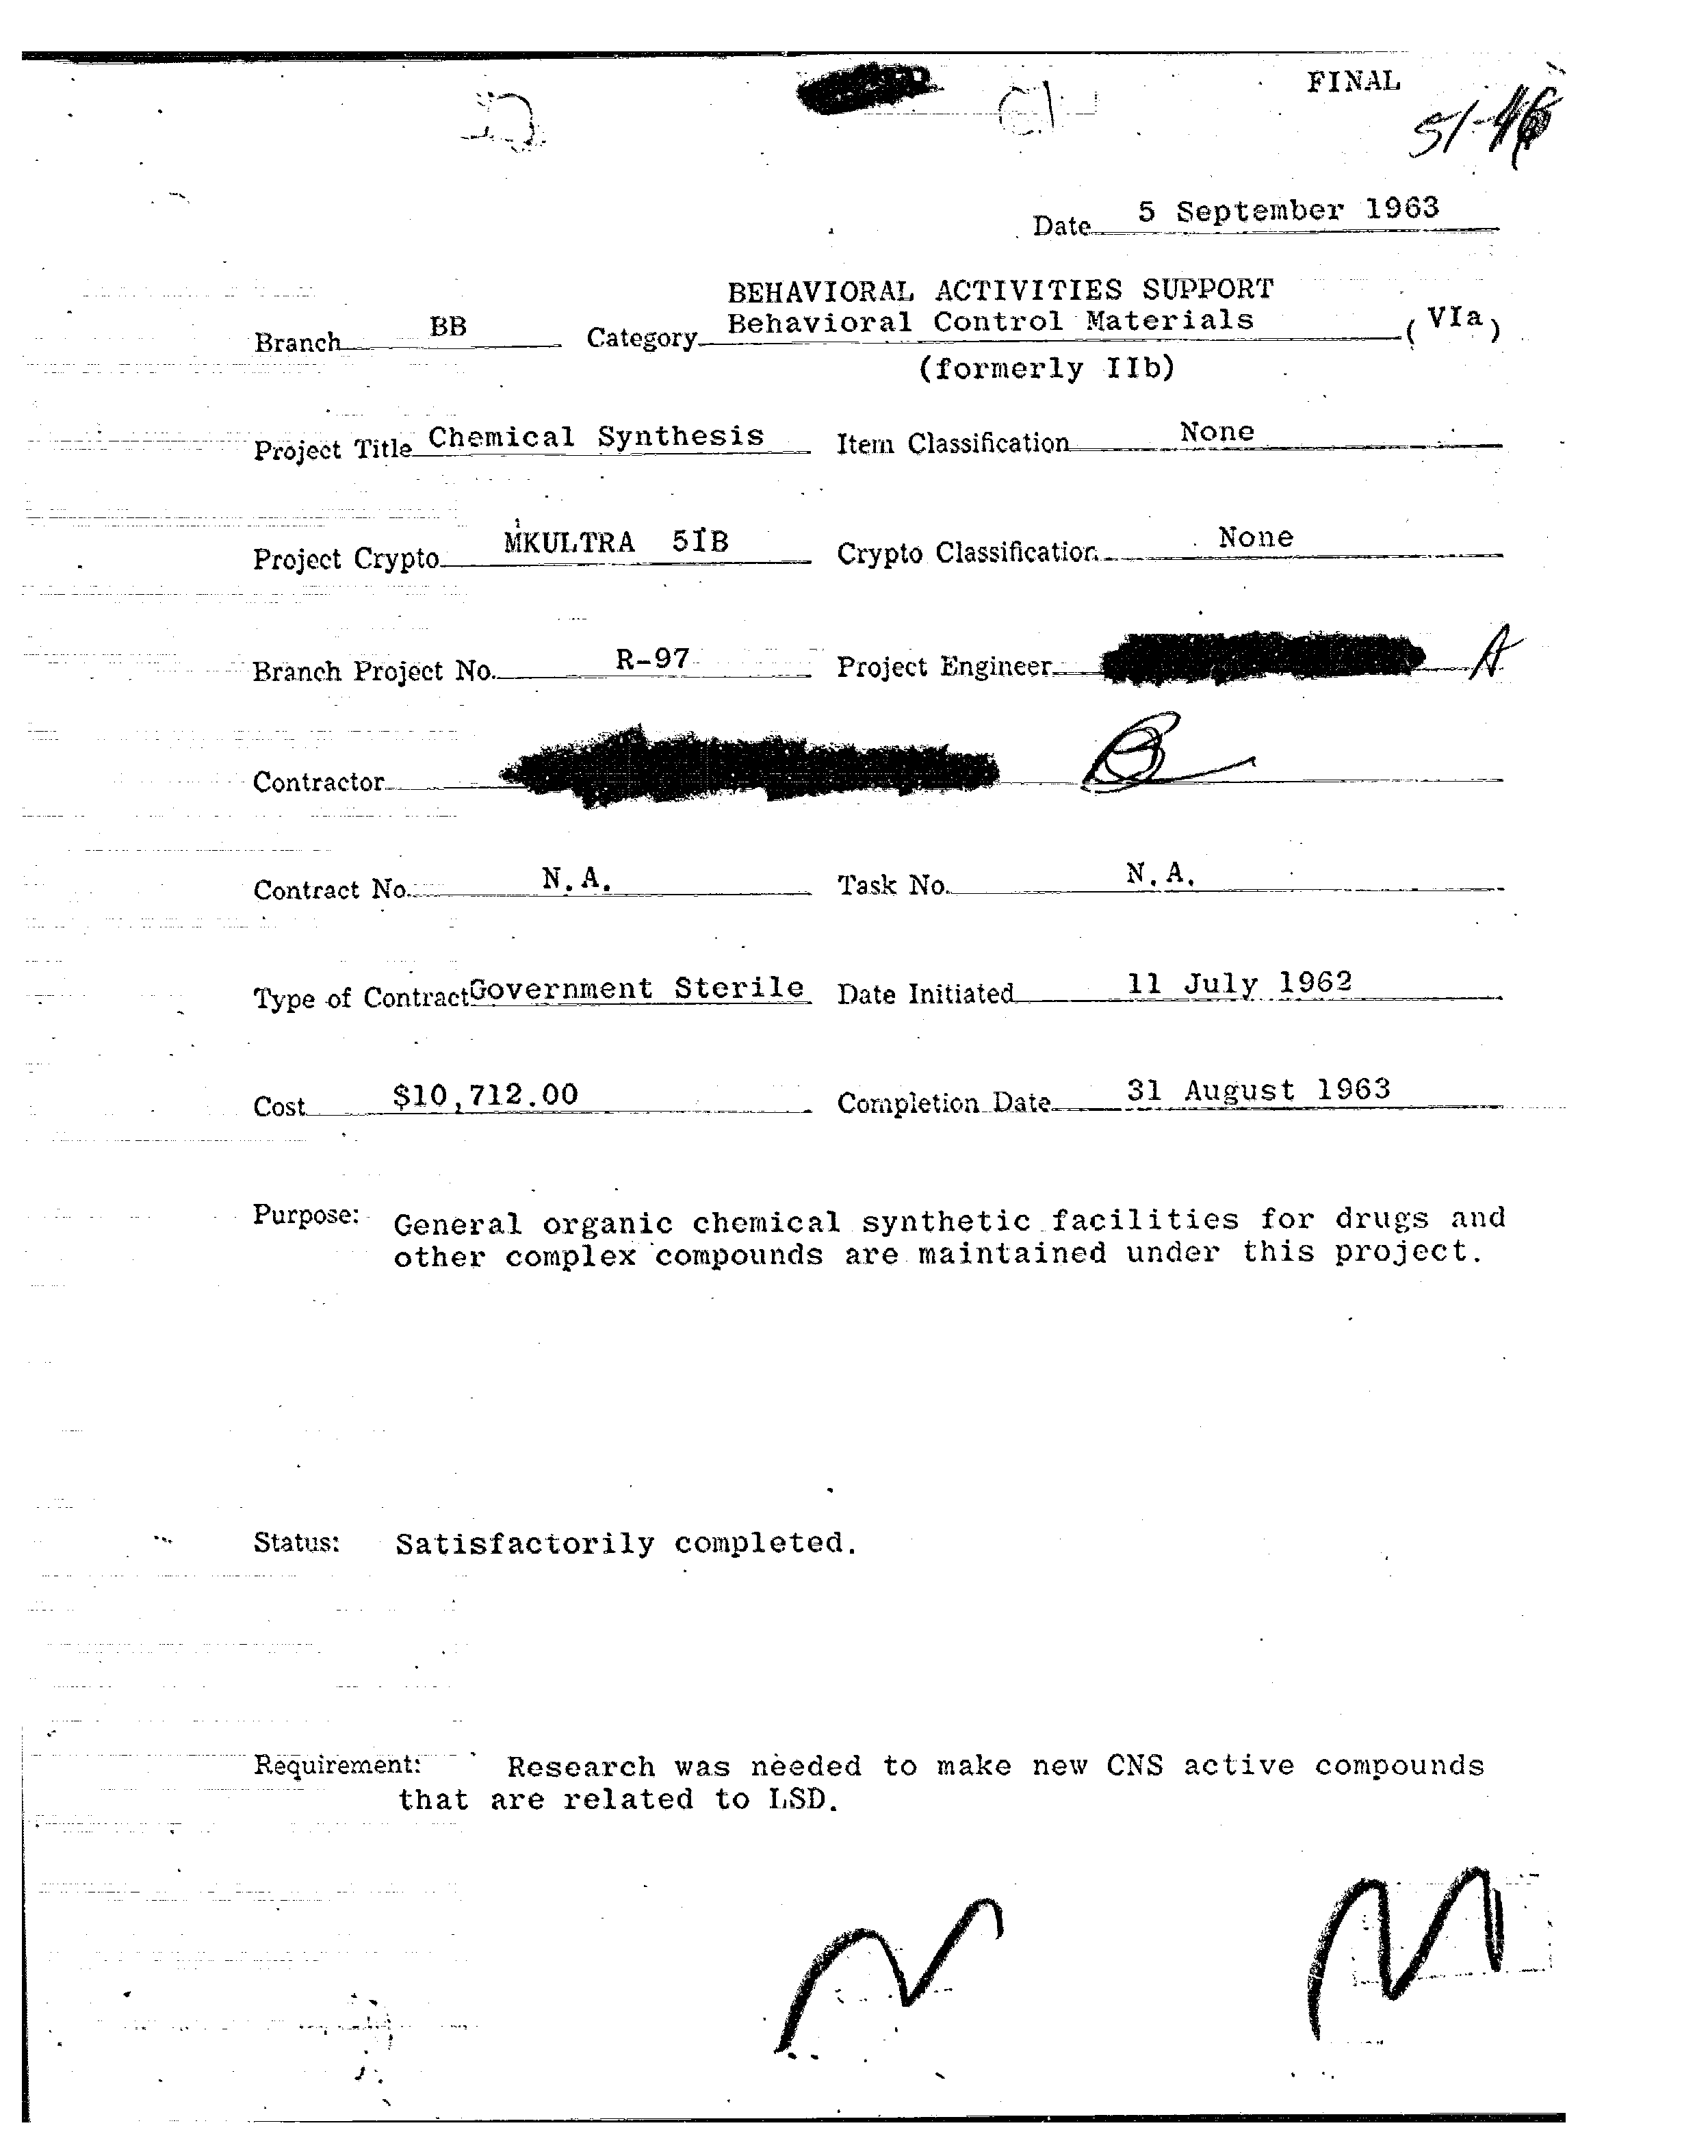 FINAL
51-46
Date 5 September 1963
BEHAVIORAL ACTIVITIES SUPPORT
Branch BB Category Behavioral Control Materials (VIa)
(formerly IIb)
Project Title Chemical Synthesis Item Classification None
Project Crypto MKULTRA 51B Crypto Classification None
Branch Project No. R-97 Project Engineer A
Contractor B
Contract No. N.A. Task No. N.A.
Type of Contract Government Sterile Date Initiated 11 July 1962
Cost $10,712.00 Completion Date 31 August 1963
Purpose: General organic chemical synthetic facilities for drugs and
other complex compounds are maintained under this project.
Status: Satisfactorily completed.
Requirement: Research was needed to make new CNS active compounds
that are related to LSD.